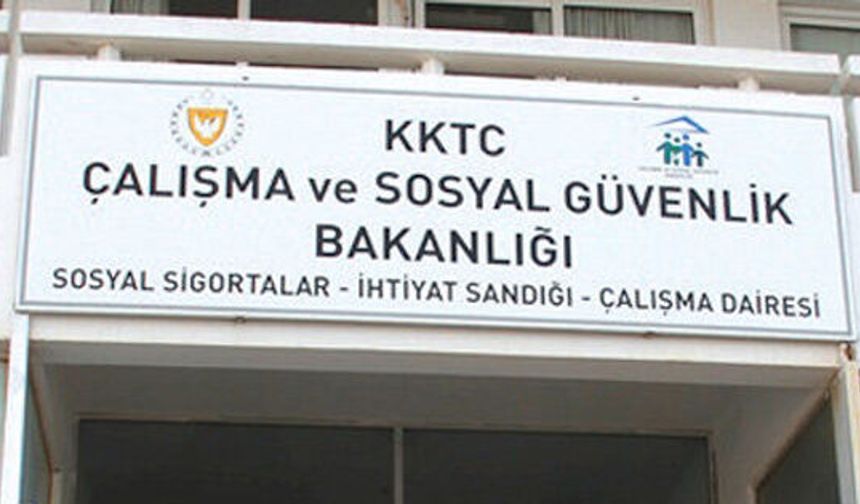 KKTC
ÇALIŞMA ve SOSYAL GÜVENLİK
BAKANLIĞI
SOSYAL SİGORTALAR - İHTİYAT SANDIĞI - ÇALIŞMA DAİRESİ